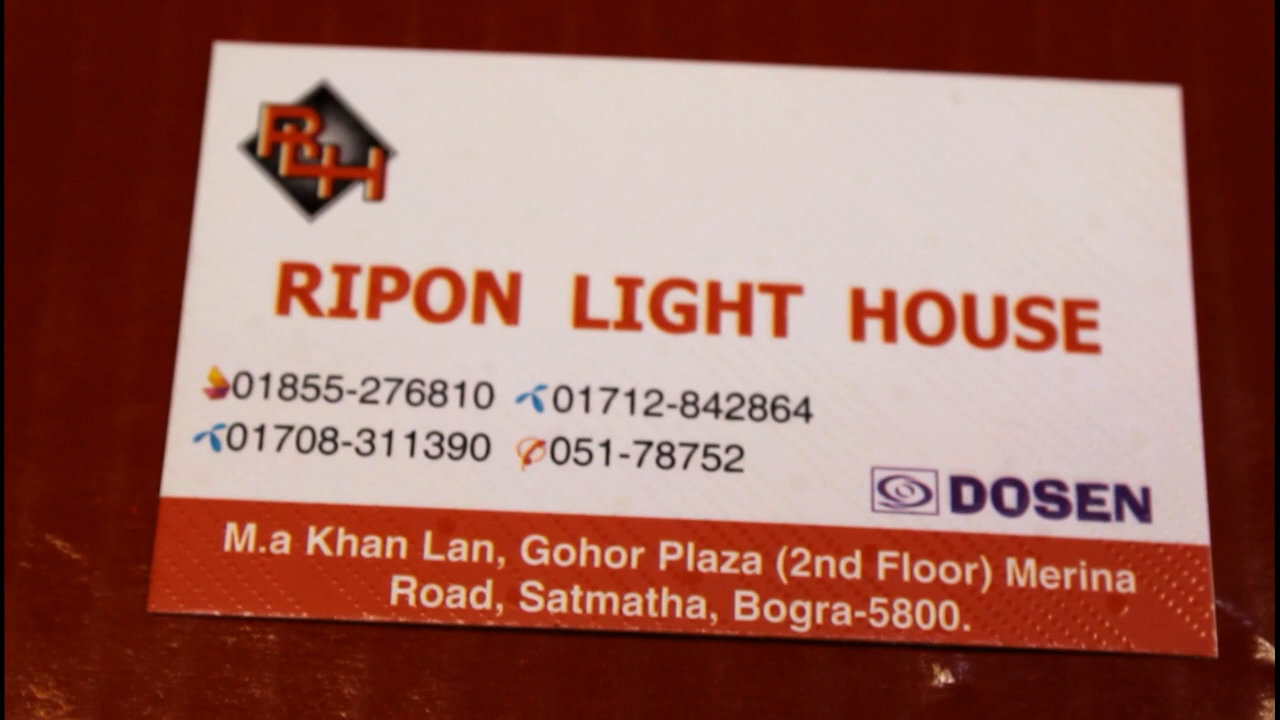 RLH
RIPON LIGHT HOUSE
01855-276810 01712-842864
01708-311390 051-78752
DOSEN
M.a Khan Lan, Gohor Plaza (2nd Floor) Merina
Road, Satmatha, Bogra-5800.